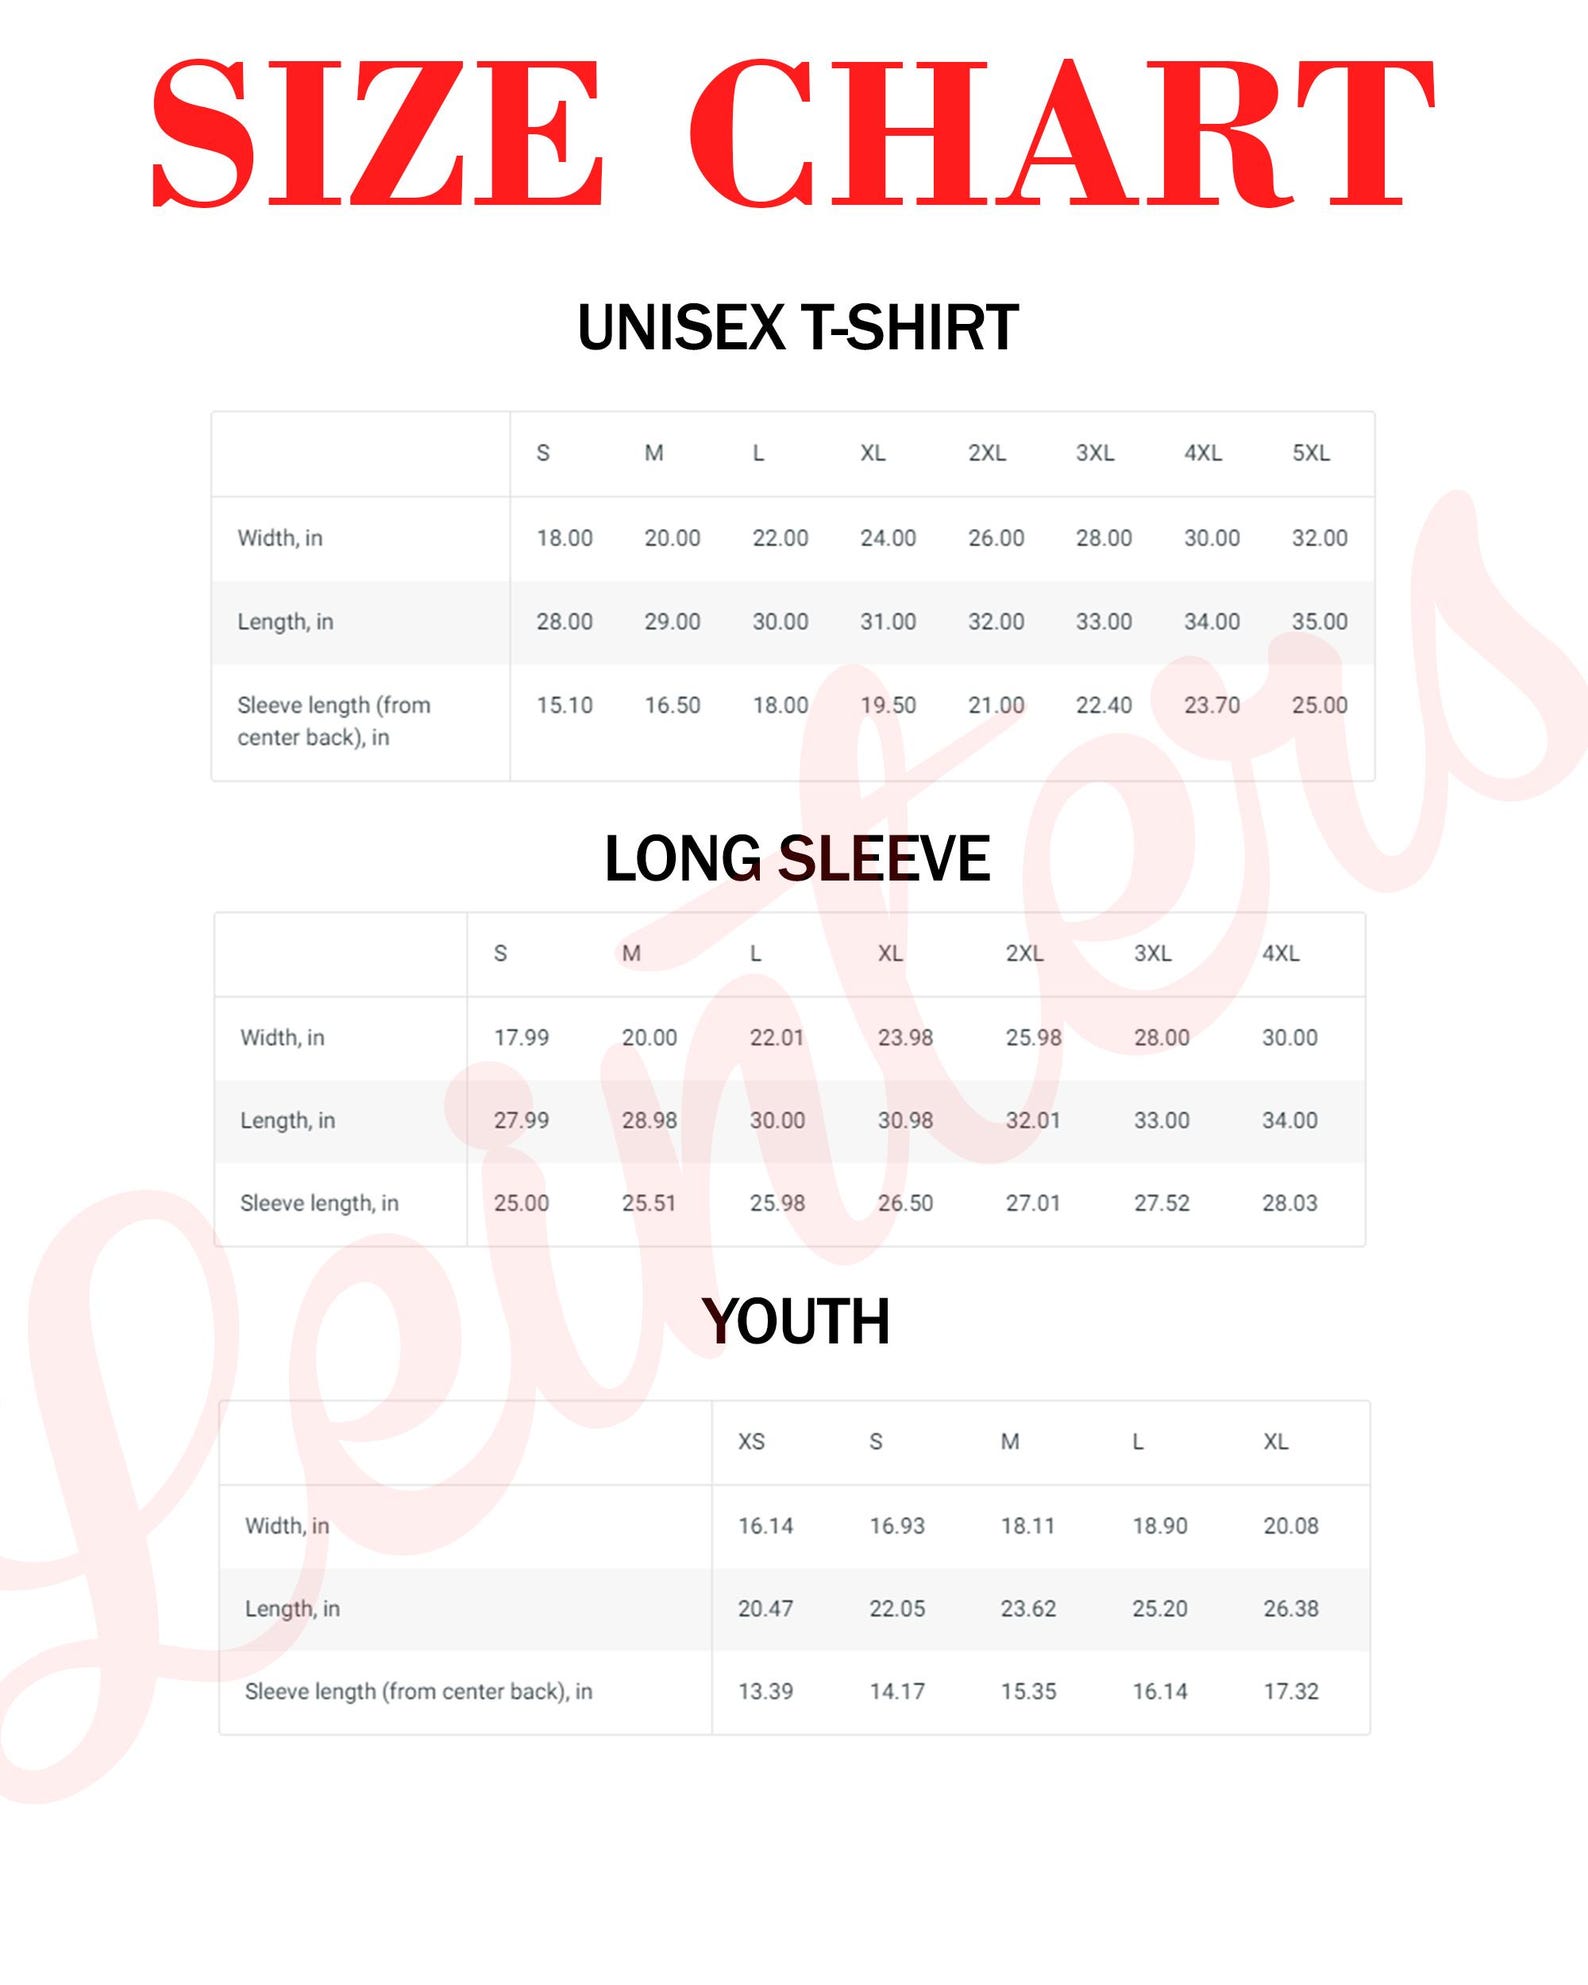 SIZE CHART
UNISEX T-SHIRT
S M L XL 2XL 3XL 4XL 5XL
Width, in 18.00 20.00 22.00 24.00 26.00 28.00 30.00 32.00
Length, in 28.00 29.00 30.00 31.00 32.00 33.00 34.00 35.00
Sleeve length (from 15.10 16.50 18.00 19.50 21.00 22.40 23.70 25.00
center back), in
LONG SLEEVE
S M L XL 2XL 3XL 4XL
Width, in 17.99 20.00 22.01 23.98 25.98 28.00 30.00
Length, in 27.99 28.98 30.00 30.98 32.01 33.00 34.00
Sleeve length, in 25.00 25.51 25.98 26.50 27.01 27.52 28.03
YOUTH
XS S M L XL
Width, in 16.14 16.93 18.11 18.90 20.08
Length, in 20.47 22.05 23.62 25.20 26.38
Sleeve length (from center back), in 13.39 14.17 15.35 16.14 17.32
Leinters